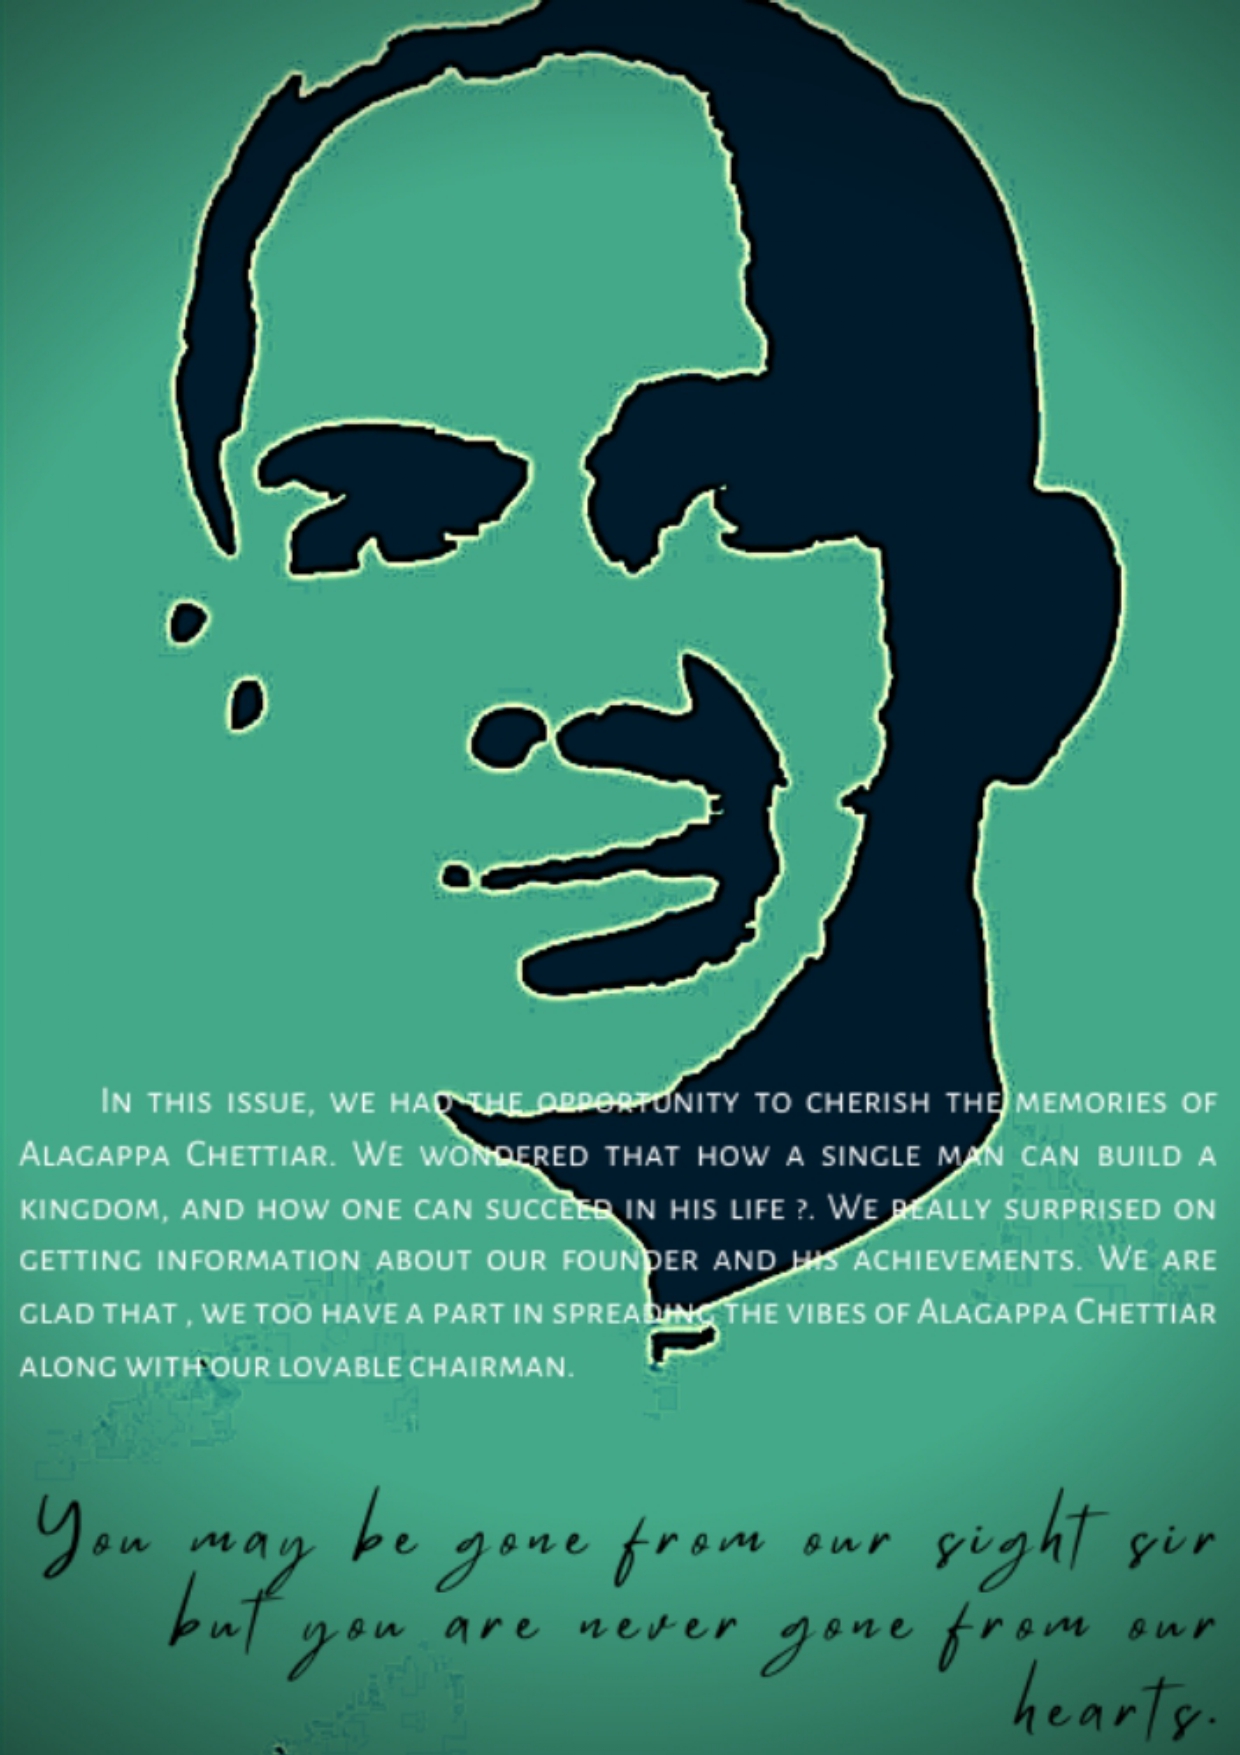 In this issue, we had the opportunity to cherish the memories of
Alagappa Chettiar. We wondered that how a single man can build a
kingdom, and how one can succeed in his life ?. We really surprised on
getting information about our founder and his achievements. We are
glad that , we too have a part in spreading the vibes of Alagappa Chettiar
along with our lovable chairman.
You may be gone from our sight sir
but you are never gone from our
hearts.